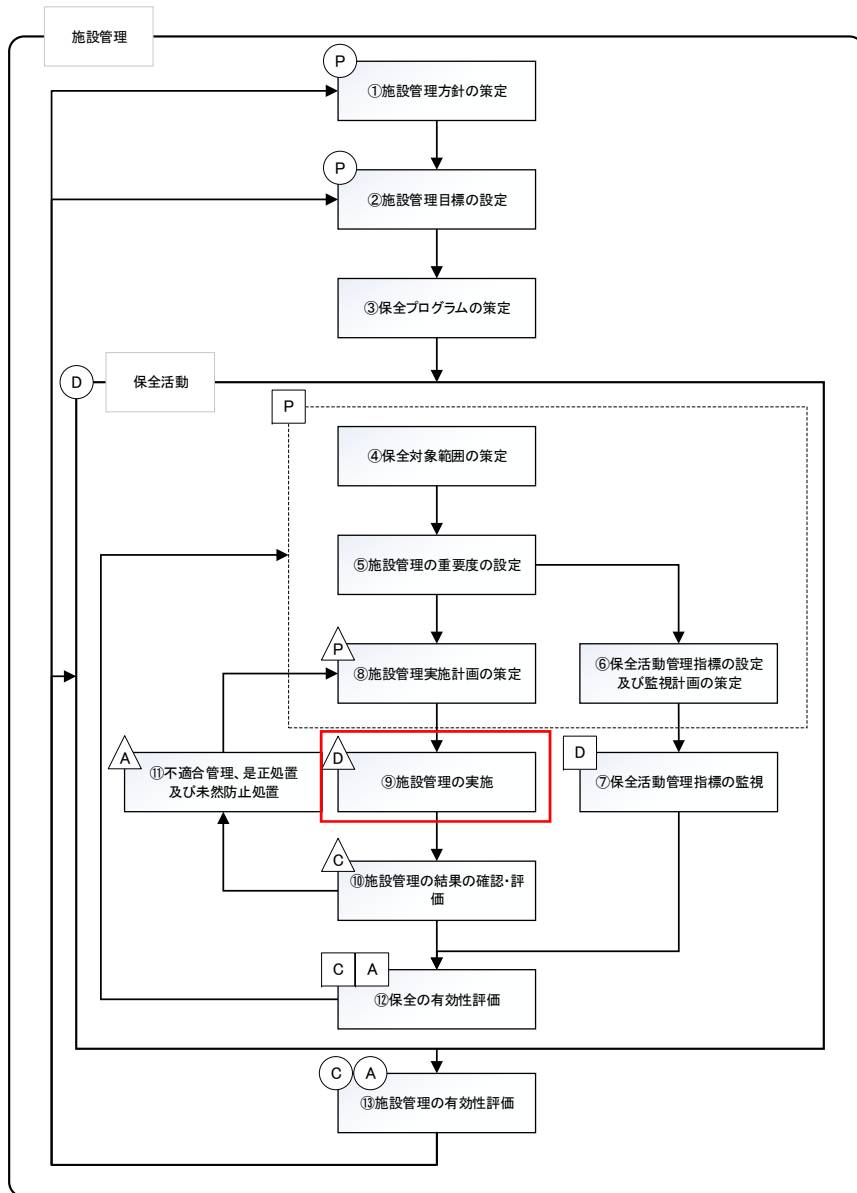 施設管理
P
①施設管理方針の策定
P
②施設管理目標の設定
③保全プログラムの策定
D
保全活動
P
④保全対象範囲の策定
⑤施設管理の重要度の設定
P
⑧施設管理実施計画の策定
⑥保全活動管理指標の設定
及び監視計画の策定
A
⑪不適合管理、是正処置
及び未然防止処置
D
⑨施設管理の実施
D
⑦保全活動管理指標の監視
C
⑩施設管理の結果の確認・評
価
C A
⑫保全の有効性評価
C A
⑬施設管理の有効性評価